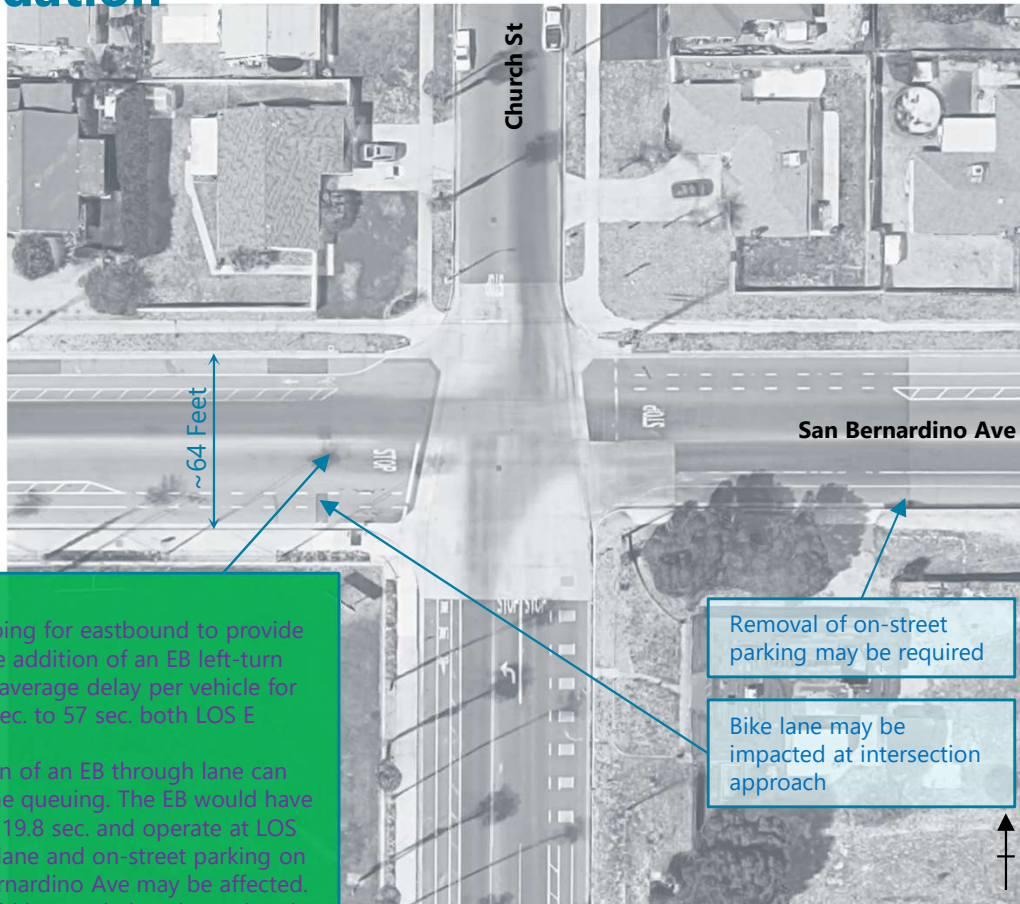 Church St
STOP
~64 Feet
STOP
STOP
San Bernardino Ave
STOP STOP
ping for eastbound to provide
e addition of an EB left-turn
average delay per vehicle for
ec. to 57 sec. both LOS E
n of an EB through lane can
ne queuing. The EB would have
19.8 sec. and operate at LOS
lane and on-street parking on
rnardino Ave may be affected.
Removal of on-street
parking may be required
Bike lane may be
impacted at intersection
approach